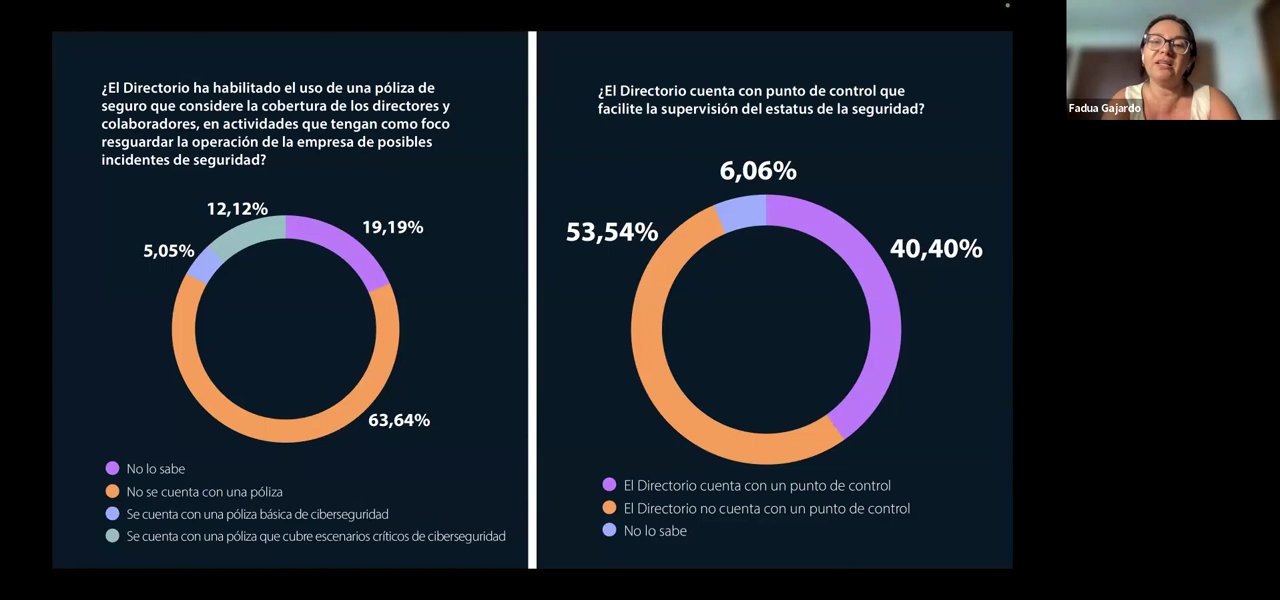 ¿El Directorio ha habilitado el uso de una póliza de
seguro que considere la cobertura de los directores y
colaboradores, en actividades que tengan como foco
resguardar la operación de la empresa de posibles
incidentes de seguridad?
12,12%
19,19%
5,05%
63,64%
No lo sabe
No se cuenta con una póliza
Se cuenta con una póliza básica de ciberseguridad
Se cuenta con una póliza que cubre escenarios críticos de ciberseguridad
¿El Directorio cuenta con punto de control que
facilite la supervisión del estatus de la seguridad?
6,06%
53,54%
40,40%
El Directorio cuenta con un punto de control
El Directorio no cuenta con un punto de control
No lo sabe
Fadua Gajardo